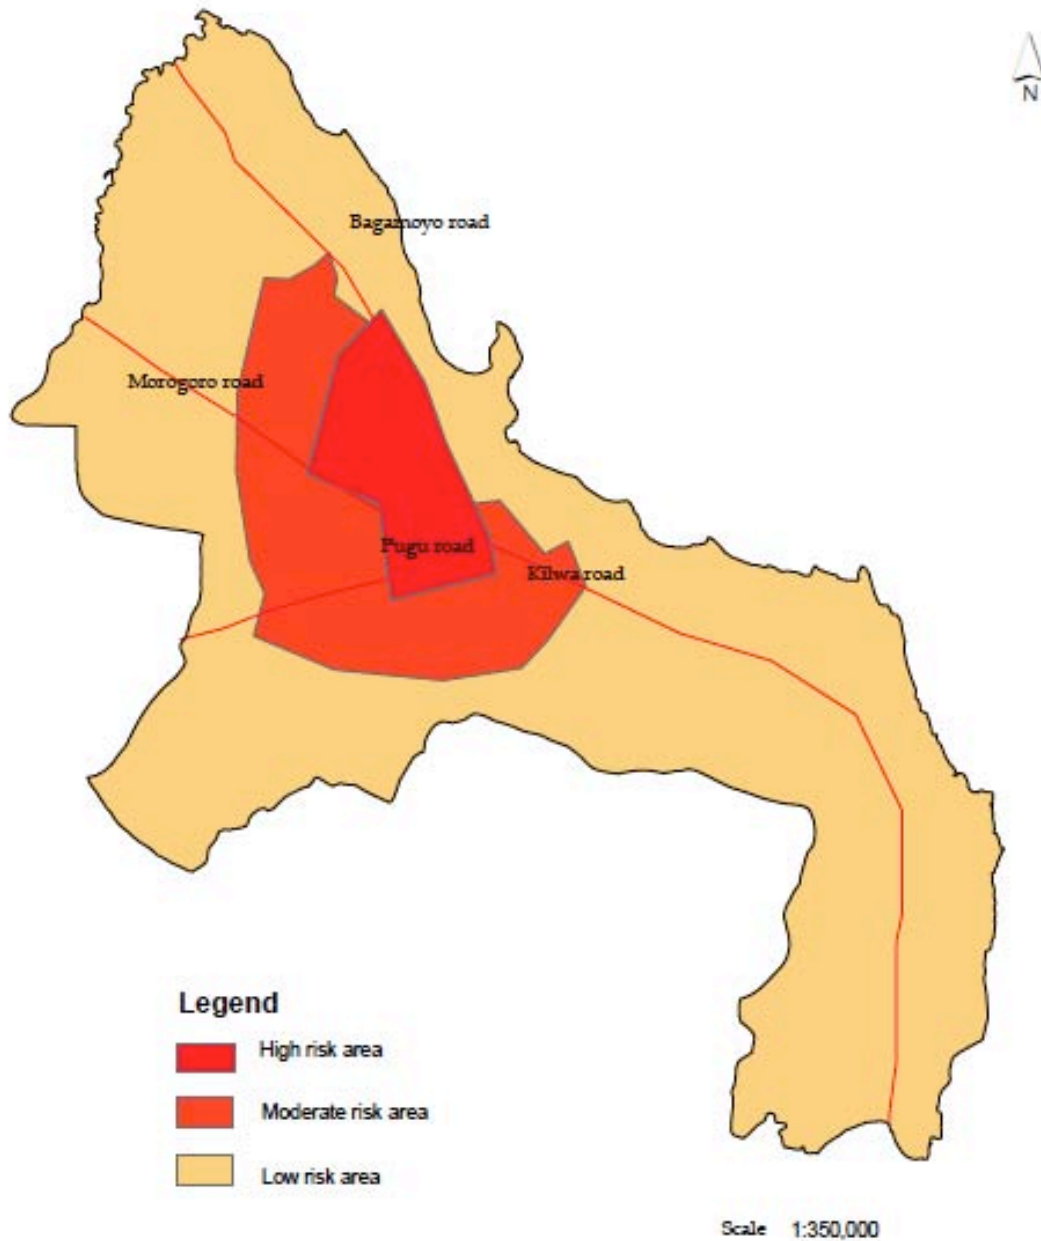 N
Bagamoyo road
Morogoro road
Pugu road
Kilwa road
Legend
High risk area
Moderate risk area
Low risk area
Scale 1:350,000